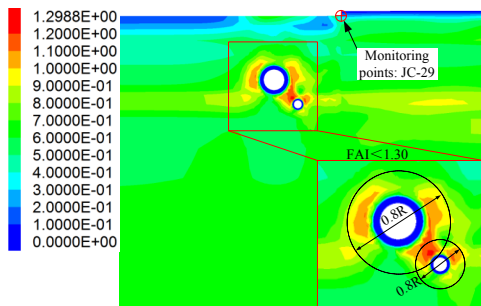 1.2988E+00
1.2000E+00
1.1000E+00
1.0000E+00
9.0000E-01
8.0000E-01
7.0000E-01
6.0000E-01
5.0000E-01
4.0000E-01
3.0000E-01
2.0000E-01
1.0000E-01
0.0000E+00
Monitoring
points: JC-29
FAI＜1.30
0.8R
0.8R